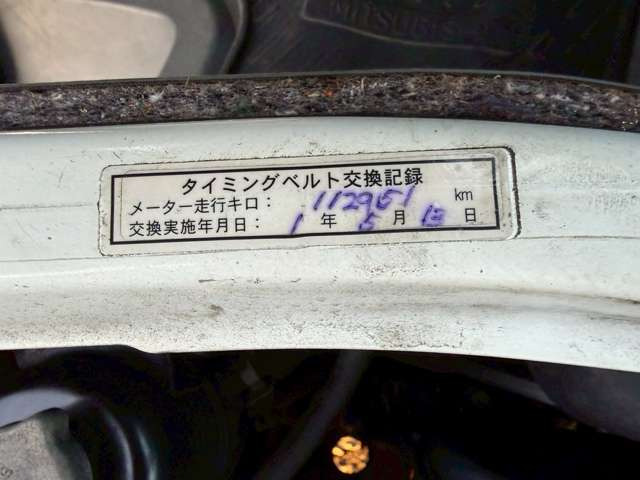 MITSUBIS
タイミングベルト交換記録
メーター走行キロ: 112951 km
交換実施年月日: 1年 5月 日